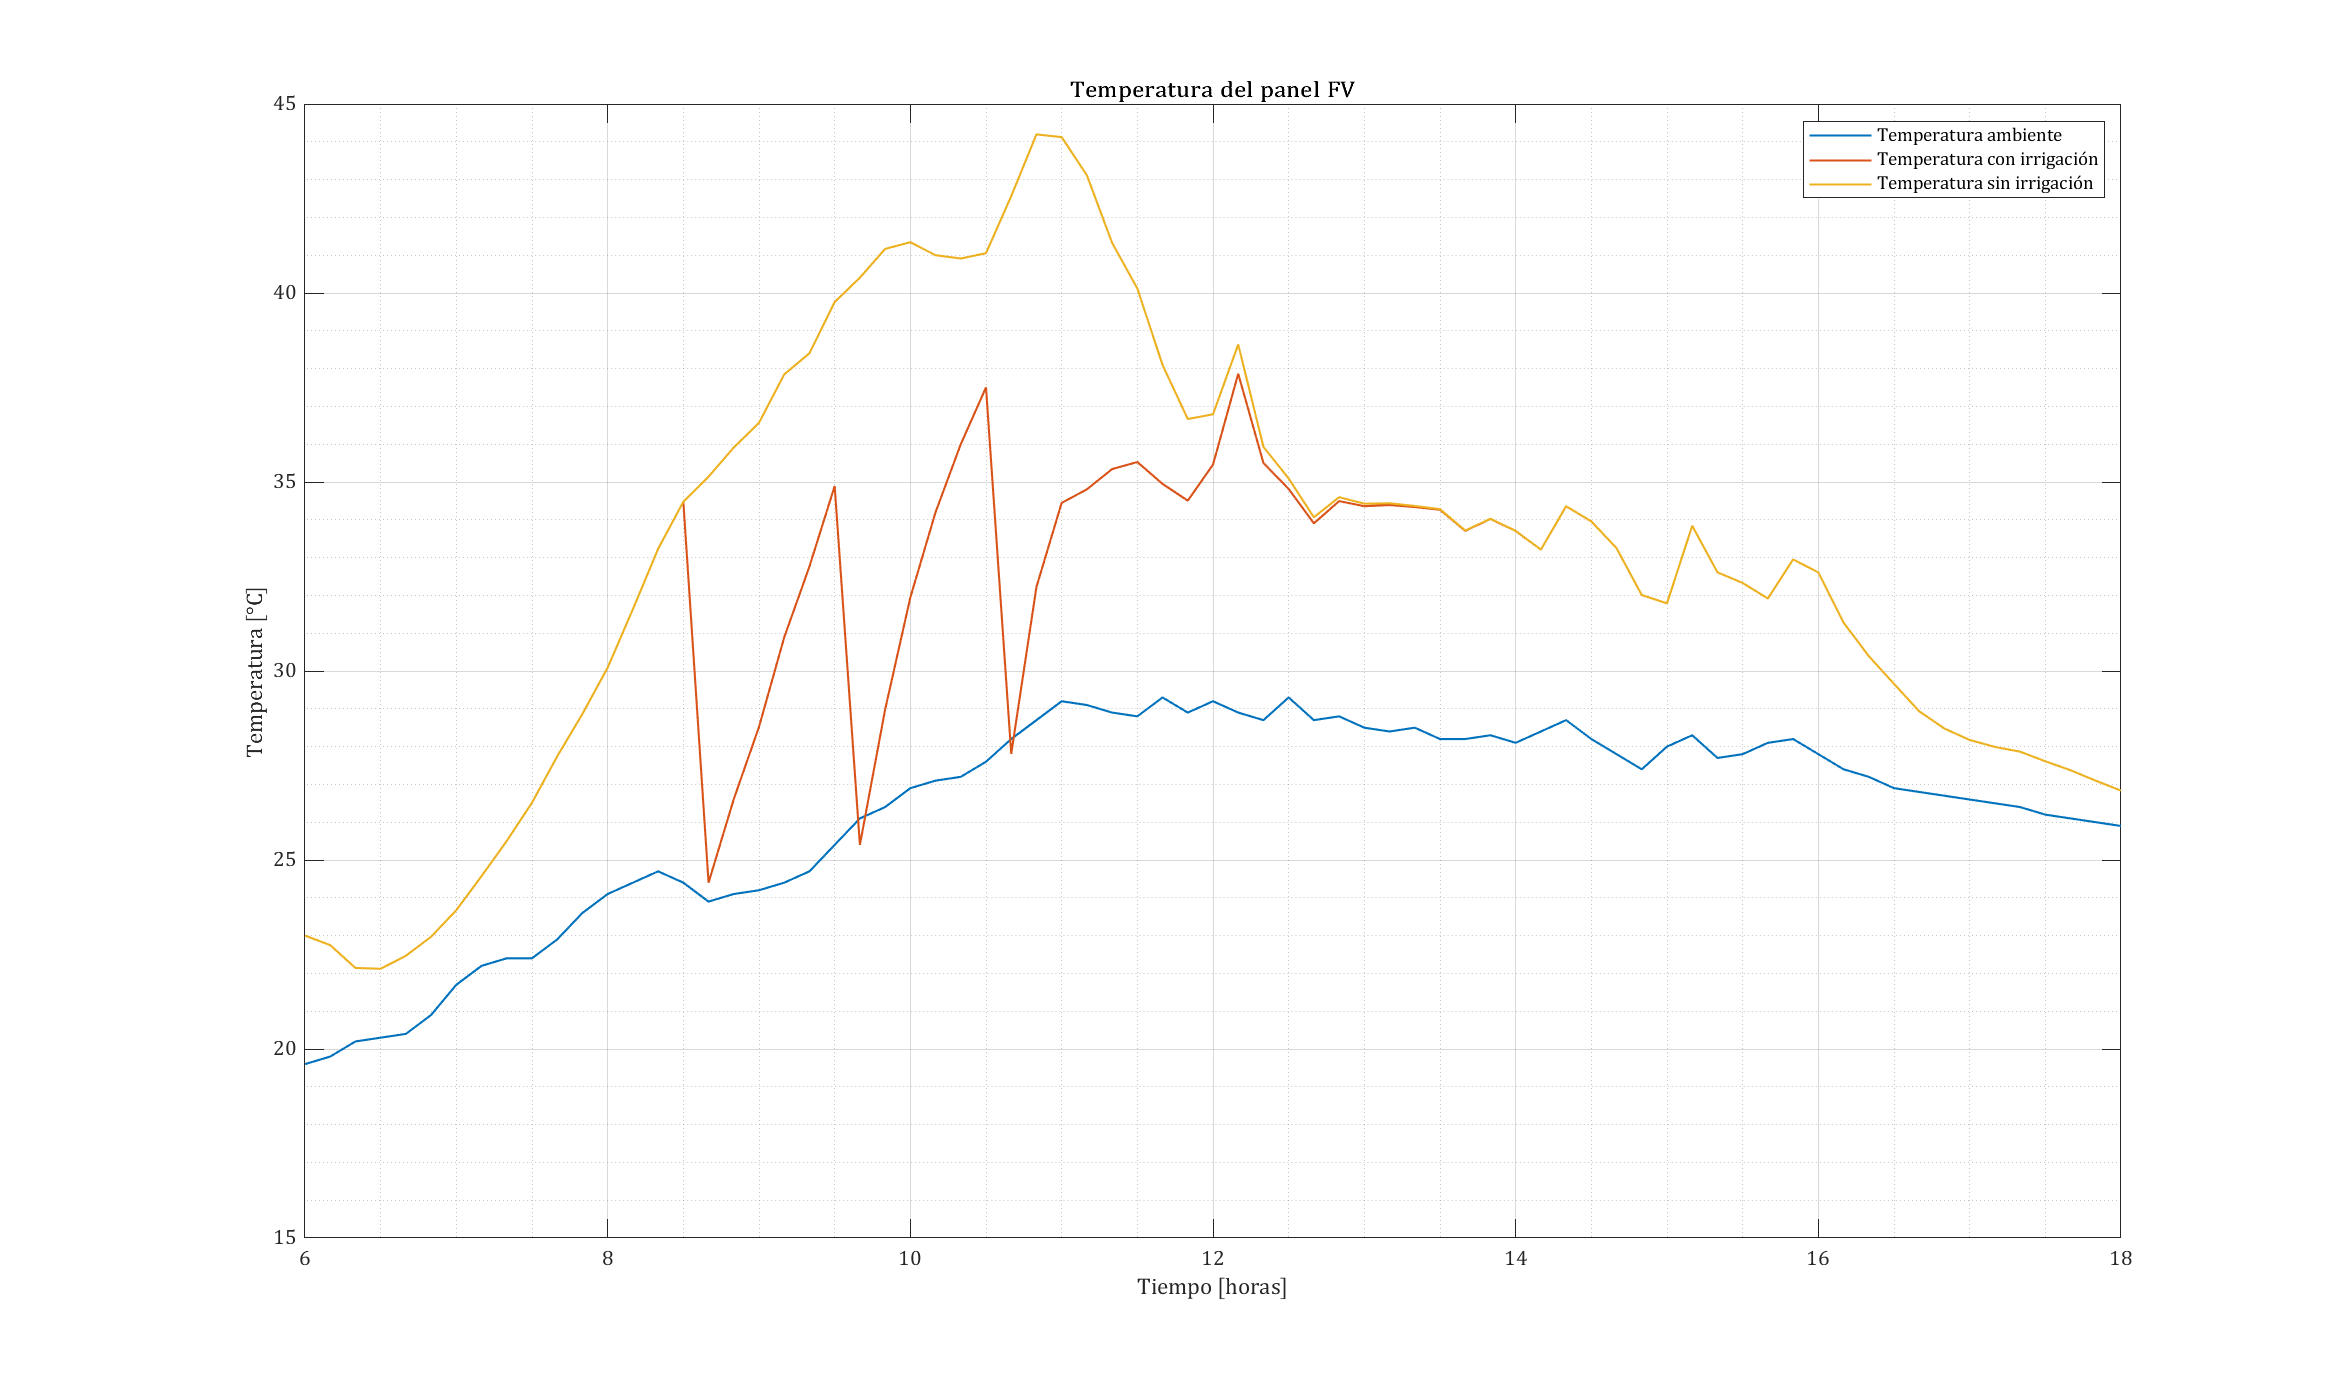 Temperatura del panel FV
45
40
35
30
25
20
15
Temperatura [°C]
Temperatura ambiente
Temperatura con irrigación
Temperatura sin irrigación
6 8 10 12 14 16 18
Tiempo [horas]